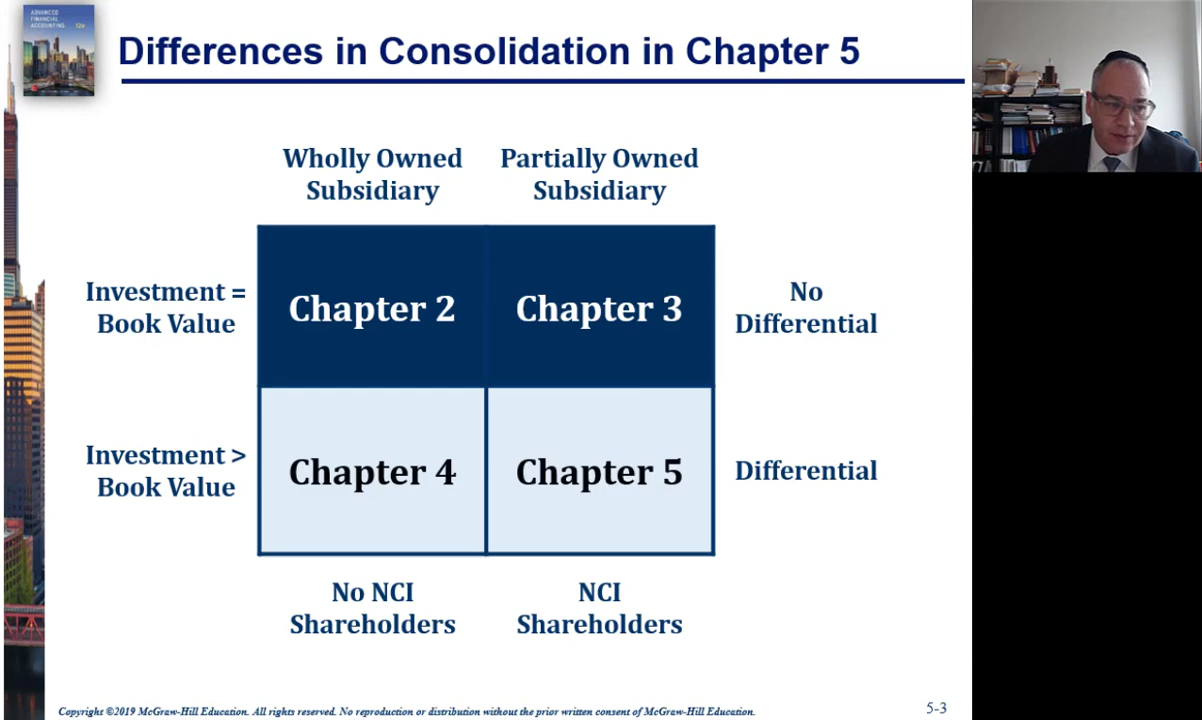 ADVANCED
FINANCIAL
ACCOUNTING
12e
Differences in Consolidation in Chapter 5
Wholly Owned
Subsidiary
Partially Owned
Subsidiary
Investment =
Book Value
Chapter 2
Chapter 3
No
Differential
Investment >
Book Value
Chapter 4
Chapter 5
Differential
No NCI
Shareholders
NCI
Shareholders
Copyright ©2019 McGraw-Hill Education. All rights reserved. No reproduction or distribution without the prior written consent of McGraw-Hill Education.
5-3